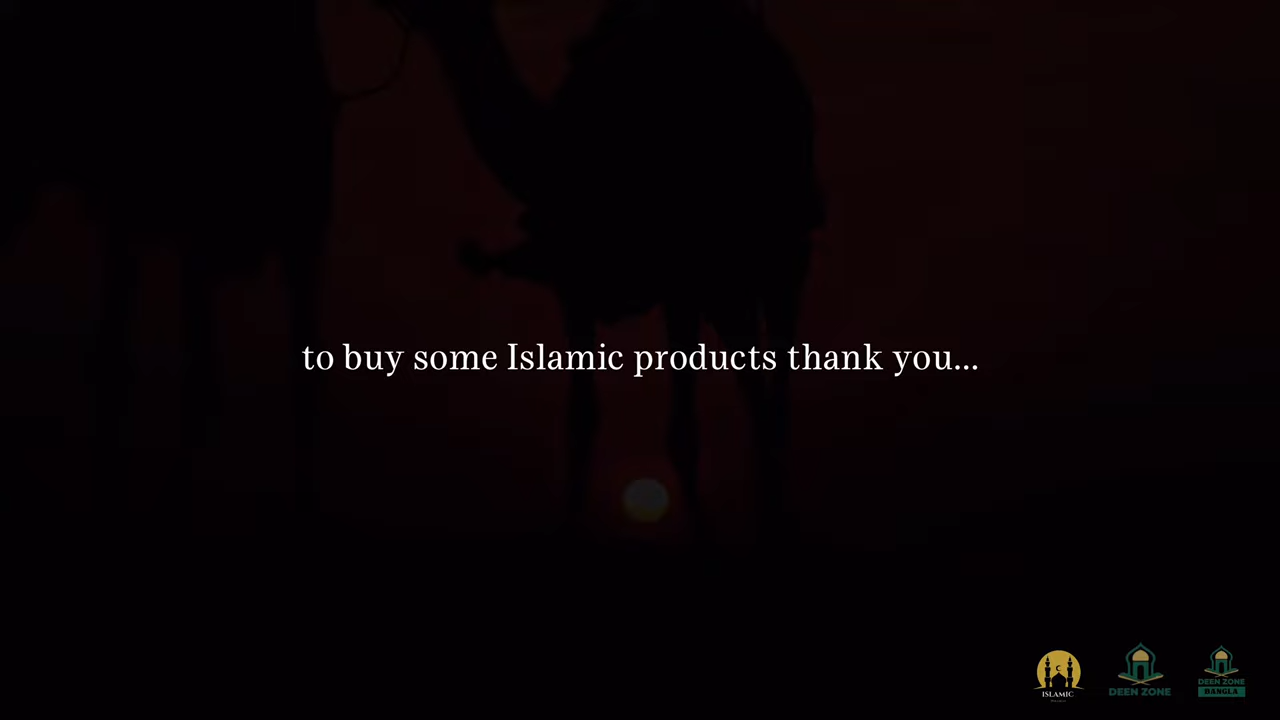 to buy some Islamic products thank you...
ISLAMIC
DEEN ZONE
DEEN ZONE
BANGLA